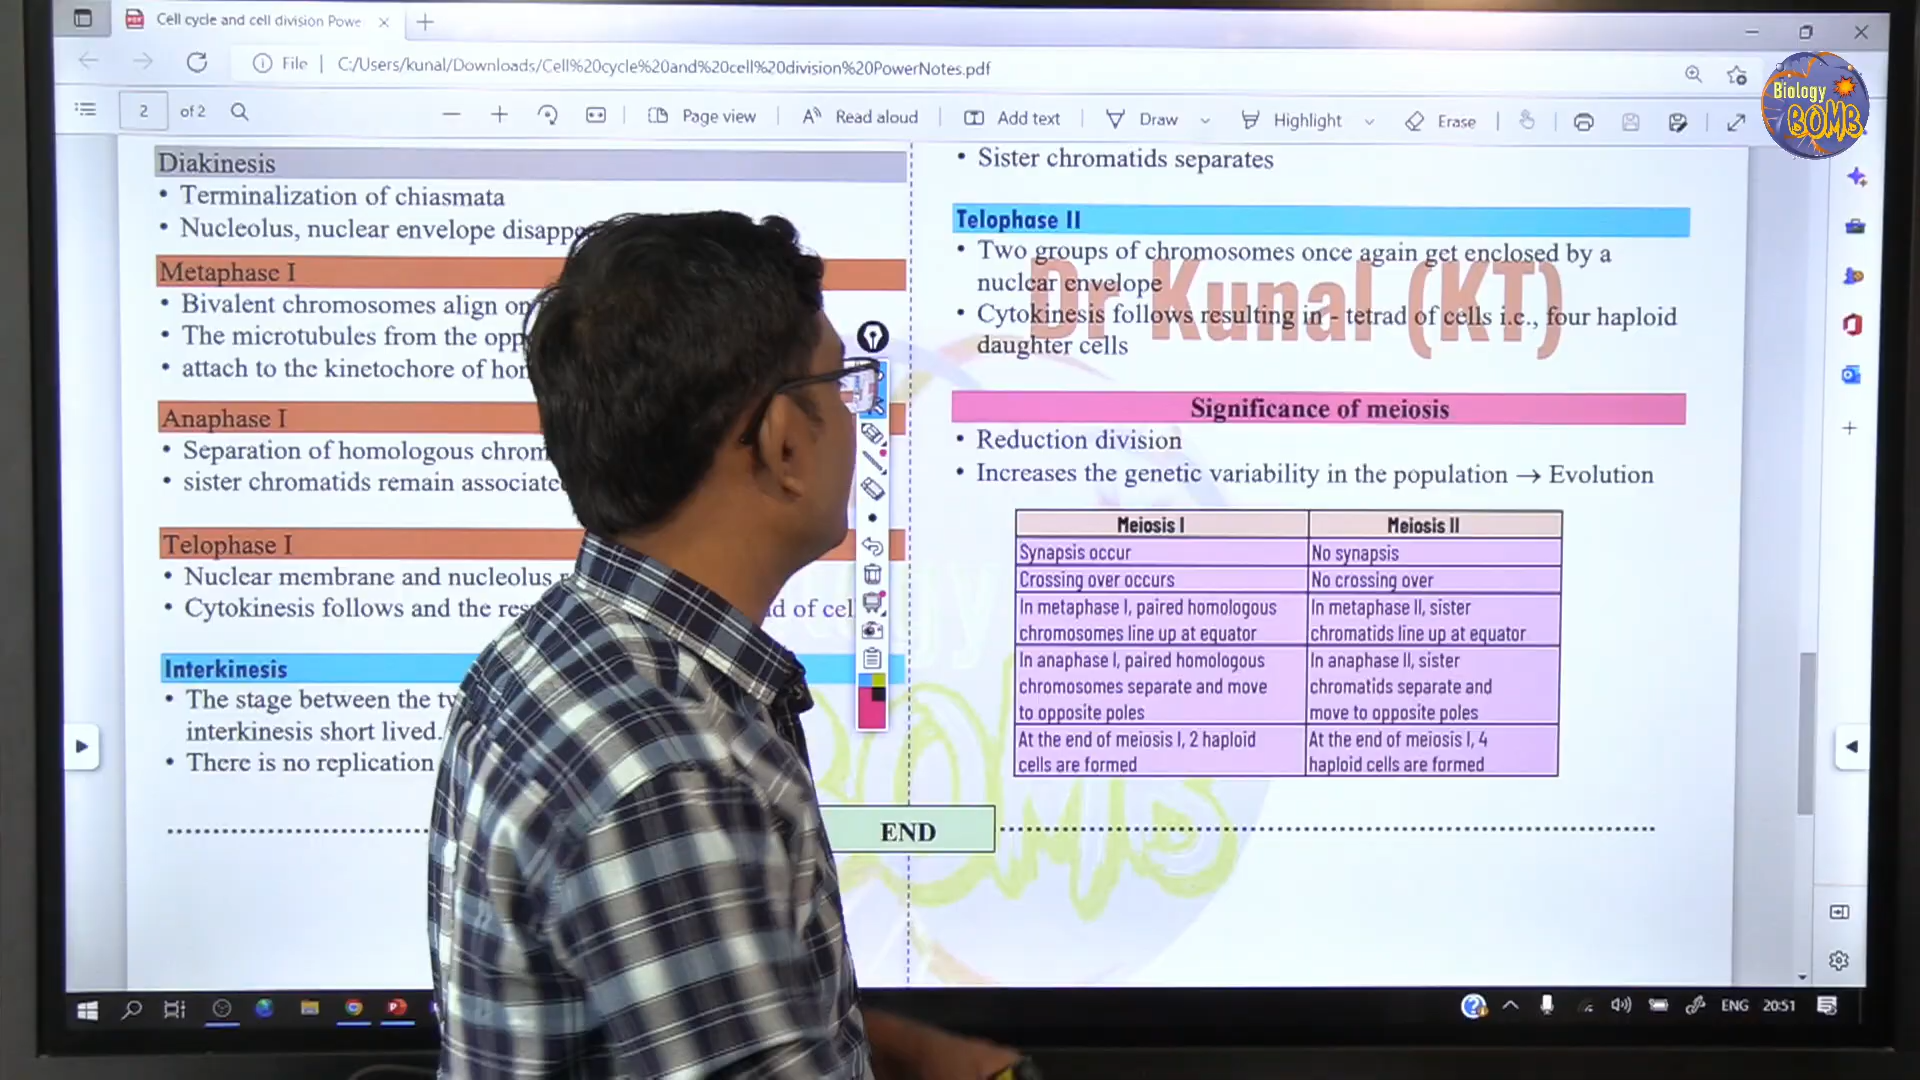 Cell cycle and cell division Powe
File
C:/Users/kunal/Downloads/Cell%20cycle%20and%20cell%20division%20PowerNotes.pdf
2 of 2
Page view
Read aloud
Add text
Draw
Highlight
Erase
Biology
BOMB
Diakinesis
• Terminalization of chiasmata
• Nucleolus, nuclear envelope
Metaphase I
• Bivalent chromosomes align on
• The microtubules from the
• attach to the kinetochore of
Anaphase I
• Separation of homologous
• sister chromatids remain
Telophase I
• Nuclear membrane and nucleolus
• Cytokinesis follows and the
of
Interkinesis
• The stage between the
interkinesis short lived.
• There is no replication
• Sister chromatids separates
Telophase II
• Two groups of chromosomes once again get enclosed by a
nuclear envelope
• Cytokinesis follows resulting in - tetrad of cells i.e., four haploid
daughter cells
Dr Kunal (KT)
Significance of meiosis
• Reduction division
• Increases the genetic variability in the population → Evolution
Meiosis I
Meiosis II
Synapsis occur
No synapsis
Crossing over occurs
No crossing over
In metaphase I, paired homologous
chromosomes line up at equator
In metaphase II, sister
chromatids line up at equator
In anaphase I, paired homologous
chromosomes separate and move
to opposite poles
In anaphase II, sister
chromatids separate and
move to opposite poles
At the end of meiosis I, 2 haploid
cells are formed
At the end of meiosis I, 4
haploid cells are formed
END
BOMB
ENG
20:51